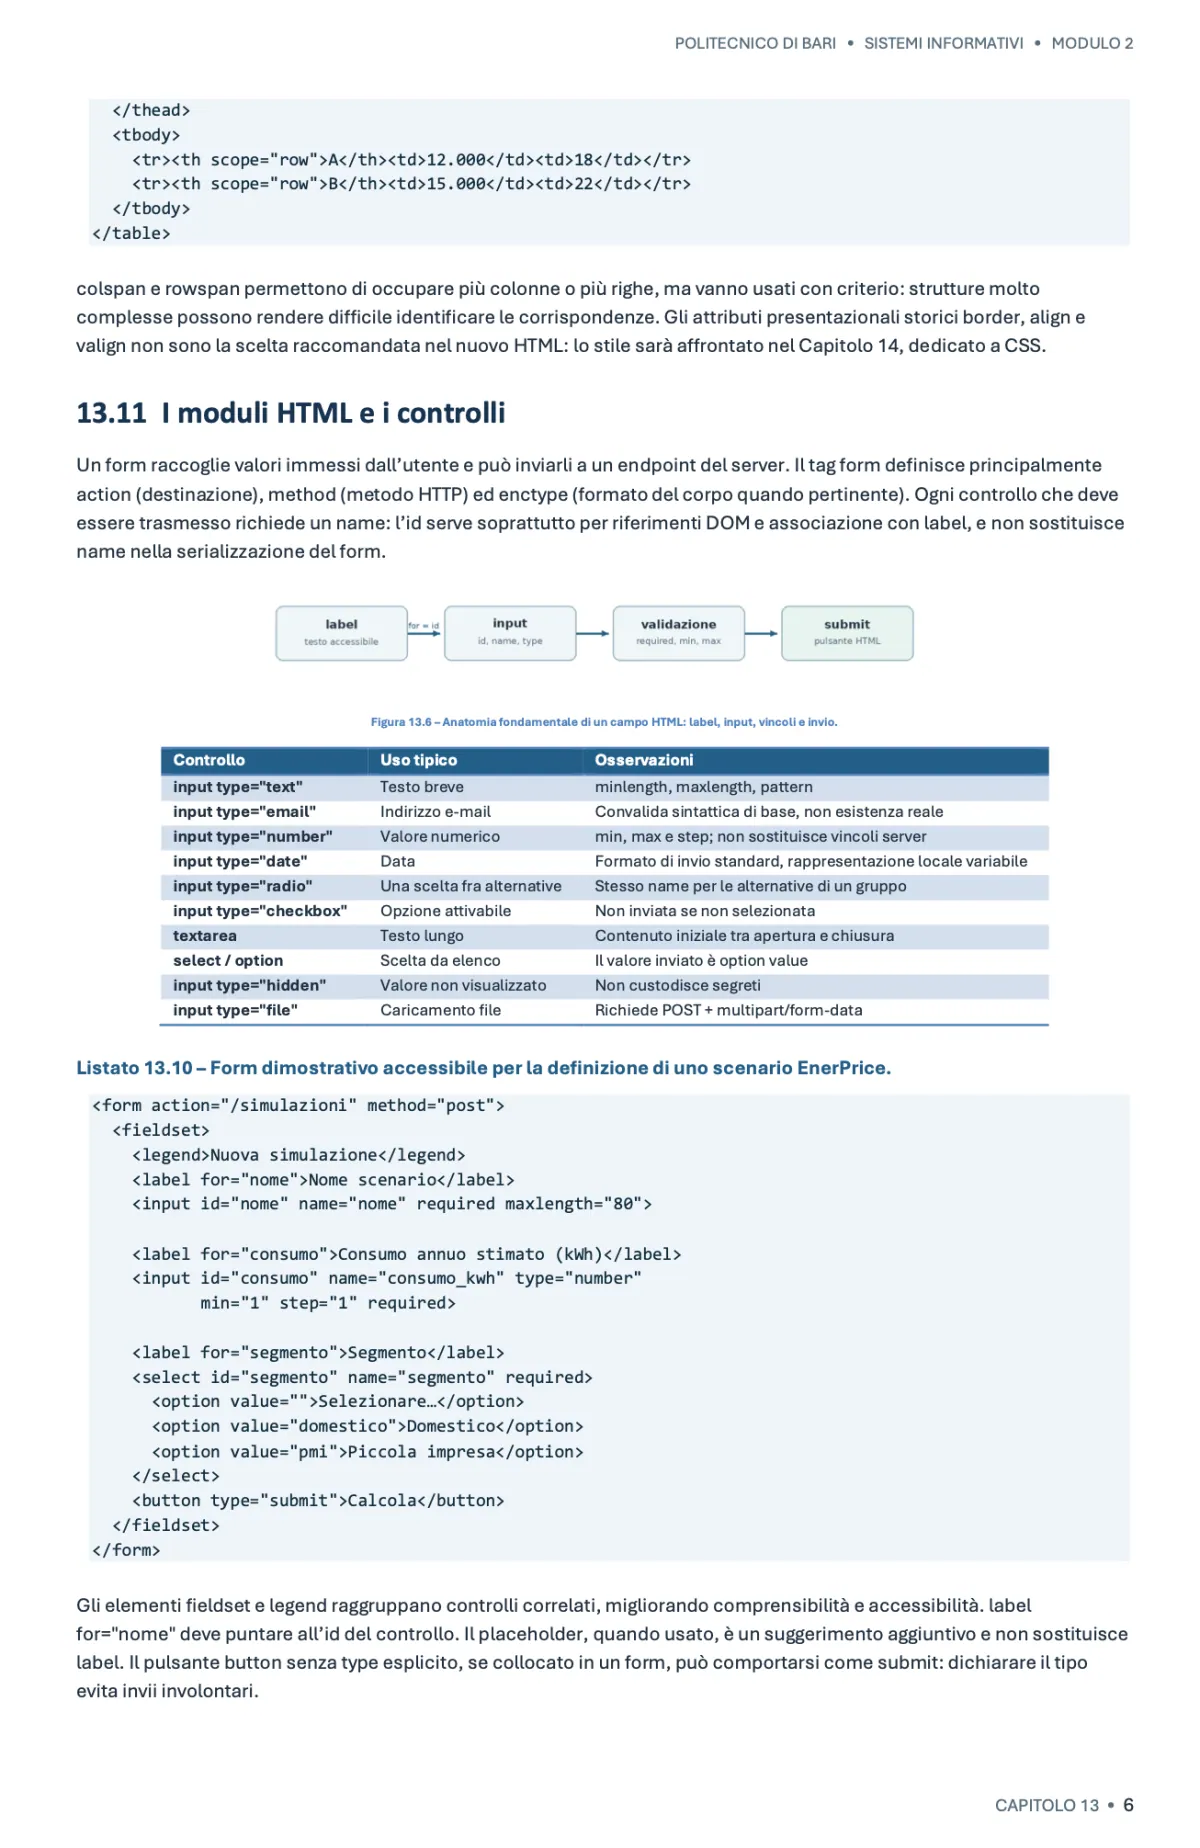 POLITECNICO DI BARI • SISTEMI INFORMATIVI • MODULO 2
</thead>
<tbody>
<tr><th scope="row">A</th><td>12.000</td><td>18</td></tr>
<tr><th scope="row">B</th><td>15.000</td><td>22</td></tr>
</tbody>
</table>
colspan e rowspan permettono di occupare più colonne o più righe, ma vanno usati con criterio: strutture molto
complesse possono rendere difficile identificare le corrispondenze. Gli attributi presentazionali storici border, align e
valign non sono la scelta raccomandata nel nuovo HTML: lo stile sarà affrontato nel Capitolo 14, dedicato a CSS.
13.11 I moduli HTML e i controlli
Un form raccoglie valori immessi dall’utente e può inviarli a un endpoint del server. Il tag form definisce principalmente
action (destinazione), method (metodo HTTP) ed enctype (formato del corpo quando pertinente). Ogni controllo che deve
essere trasmesso richiede un name: l’id serve soprattutto per riferimenti DOM e associazione con label, e non sostituisce
name nella serializzazione del form.
label for = id input validazione submit
testo accessibile id, name, type required, min, max pulsante HTML
Figura 13.6 – Anatomia fondamentale di un campo HTML: label, input, vincoli e invio.
Controllo Uso tipico Osservazioni
input type="text" Testo breve minlength, maxlength, pattern
input type="email" Indirizzo e-mail Convalida sintattica di base, non esistenza reale
input type="number" Valore numerico min, max e step; non sostituisce vincoli server
input type="date" Data Formato di invio standard, rappresentazione locale variabile
input type="radio" Una scelta fra alternative Stesso name per le alternative di un gruppo
input type="checkbox" Opzione attivabile Non inviata se non selezionata
textarea Testo lungo Contenuto iniziale tra apertura e chiusura
select / option Scelta da elenco Il valore inviato è option value
input type="hidden" Valore non visualizzato Non custodisce segreti
input type="file" Caricamento file Richiede POST + multipart/form-data
Listato 13.10 – Form dimostrativo accessibile per la definizione di uno scenario EnerPrice.
<form action="/simulazioni" method="post">
<fieldset>
<legend>Nuova simulazione</legend>
<label for="nome">Nome scenario</label>
<input id="nome" name="nome" required maxlength="80">
<label for="consumo">Consumo annuo stimato (kWh)</label>
<input id="consumo" name="consumo_kwh" type="number"
min="1" step="1" required>
<label for="segmento">Segmento</label>
<select id="segmento" name="segmento" required>
<option value="">Selezionare…</option>
<option value="domestico">Domestico</option>
<option value="pmi">Piccola impresa</option>
</select>
<button type="submit">Calcola</button>
</fieldset>
</form>
Gli elementi fieldset e legend raggruppano controlli correlati, migliorando comprensibilità e accessibilità. label
for="nome" deve puntare all’id del controllo. Il placeholder, quando usato, è un suggerimento aggiuntivo e non sostituisce
label. Il pulsante button senza type esplicito, se collocato in un form, può comportarsi come submit: dichiarare il tipo
evita invii involontari.
CAPITOLO 13 • 6